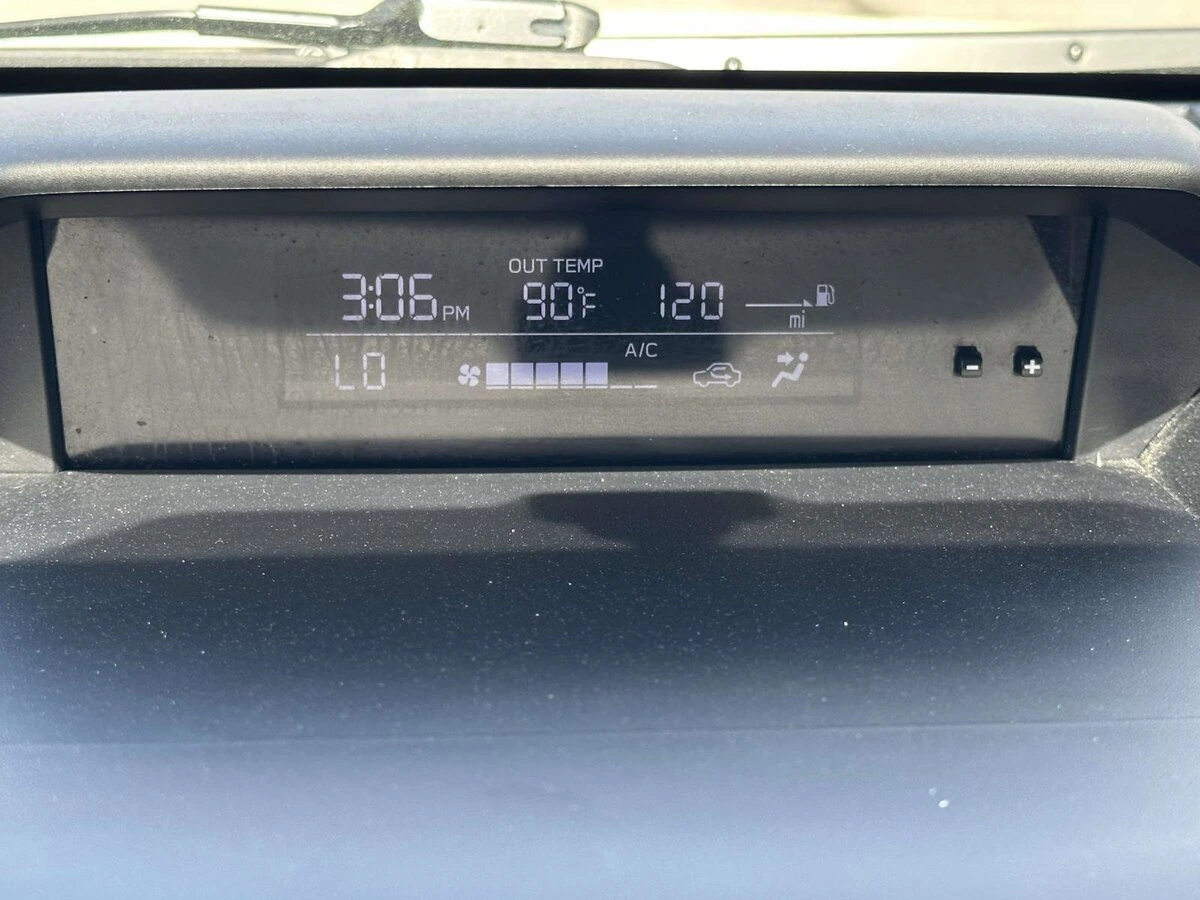 OUT TEMP
3:06 PM 90°F 120 mi
A/C
LO
- +